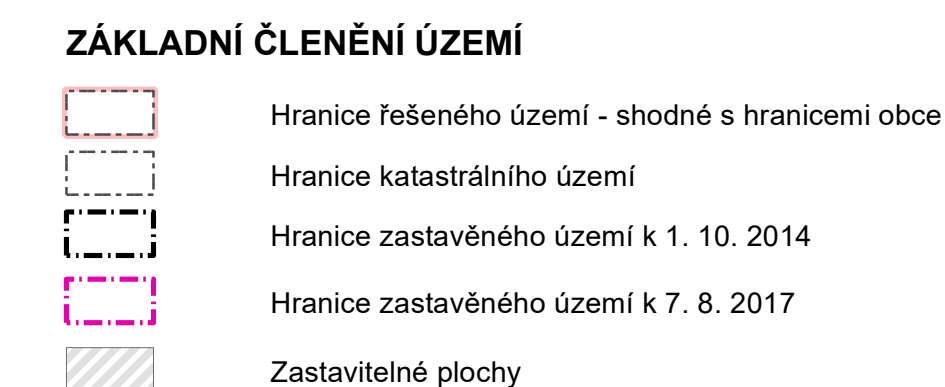 ZÁKLADNÍ ČLENĚNÍ ÚZEMÍ
Hranice řešeného území - shodné s hranicemi obce
Hranice katastrálního území
Hranice zastavěného území k 1. 10. 2014
Hranice zastavěného území k 7. 8. 2017
Zastavitelné plochy